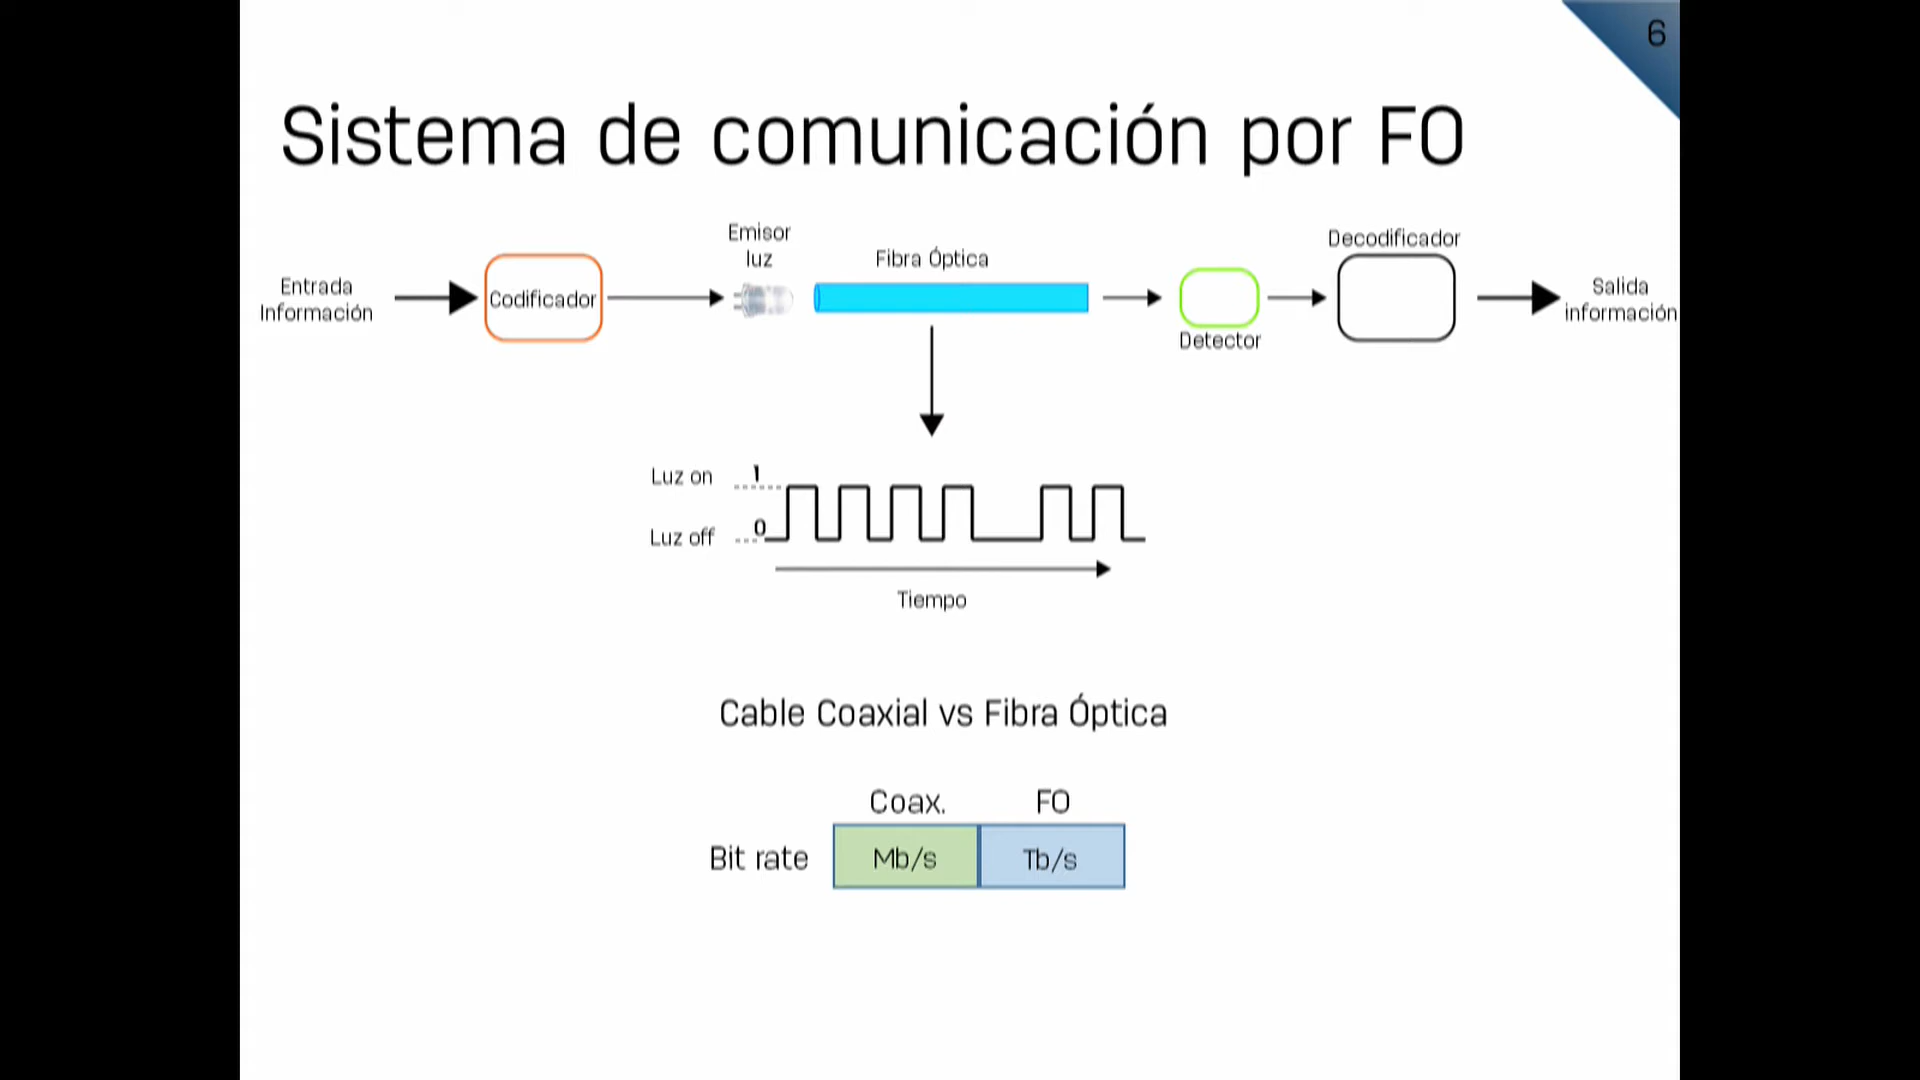 6
Sistema de comunicación por FO
Entrada
Información
Codificador
Emisor
luz
Fibra Óptica
Detector
Decodificador
Salida
información
Luz on
1
Luz off
0
Tiempo
Cable Coaxial vs Fibra Óptica
Coax. FO
Bit rate Mb/s Tb/s